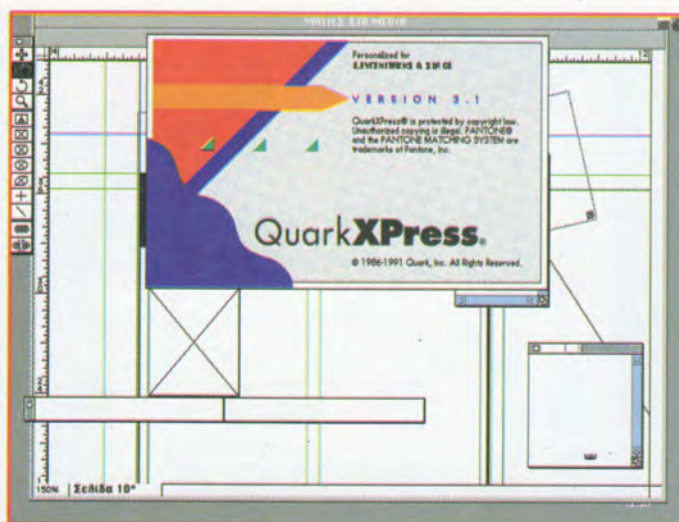 Personalized for
VERSION 3.1
QuarkXPress® is protected by copyright law.
Unauthorized copying is illegal. PANTONE®
and the PANTONE MATCHING SYSTEM are
trademarks of Pantone, Inc.
QuarkXPress®
© 1986-1991 Quark, Inc. All Rights Reserved.
150% Σελίδα 10*